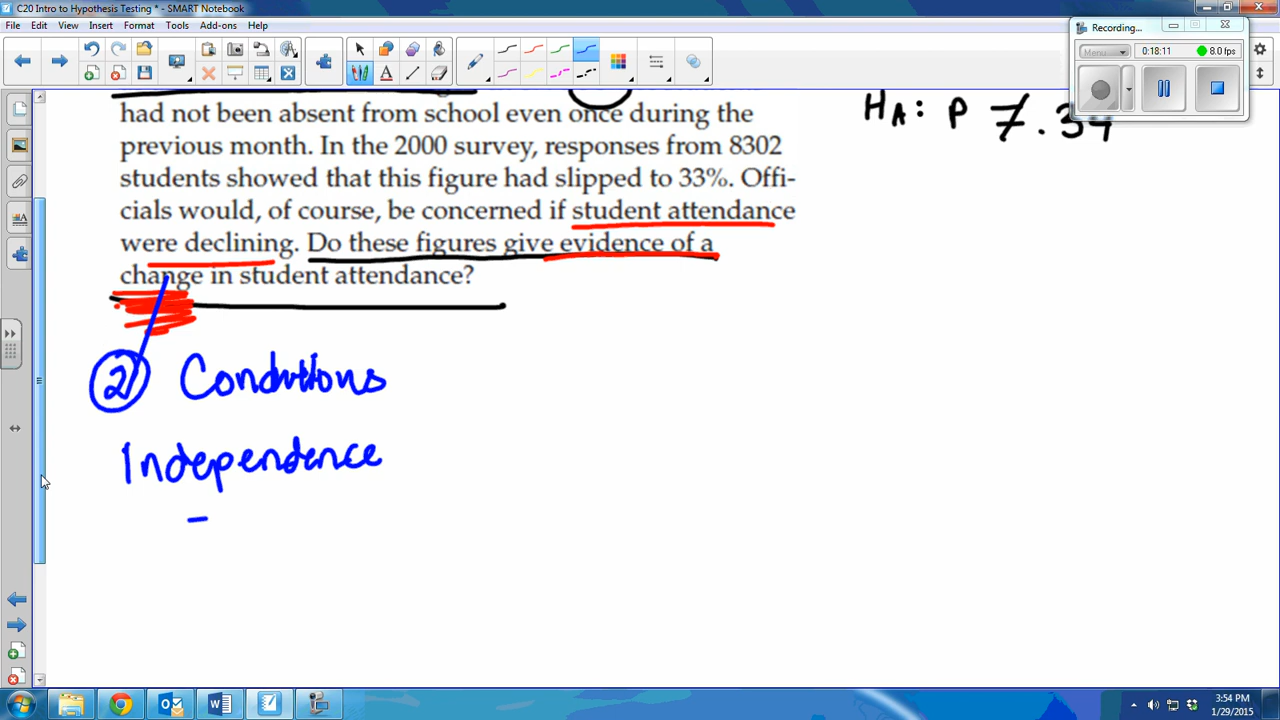 C20 Intro to Hypothesis Testing * - SMART Notebook
File Edit View Insert Format Tools Add-ons Help
Recording...
Menu 0:18:11 8.0 fps
HA: P ≠ .34
had not been absent from school even once during the
previous month. In the 2000 survey, responses from 8302
students showed that this figure had slipped to 33%. Offi-
cials would, of course, be concerned if student attendance
were declining. Do these figures give evidence of a
change in student attendance?
2 Conditions
Independence
-
3:54 PM
1/29/2015